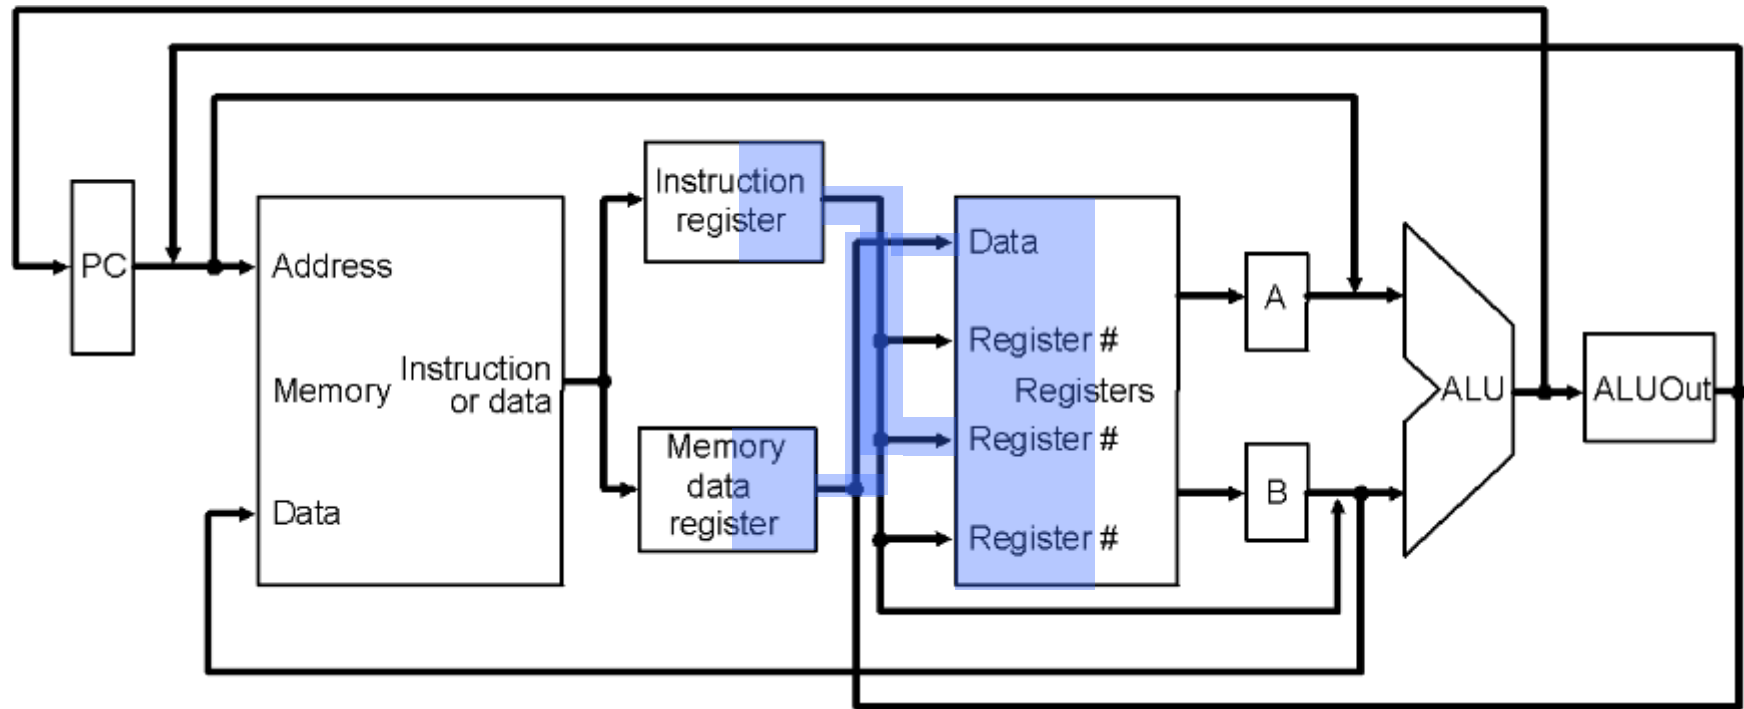 PC
Address
Memory
Instruction
or data
Data
Instruction
register
Memory
data
register
Data
Register #
Registers
Register #
Register #
A
B
ALU
ALUOut